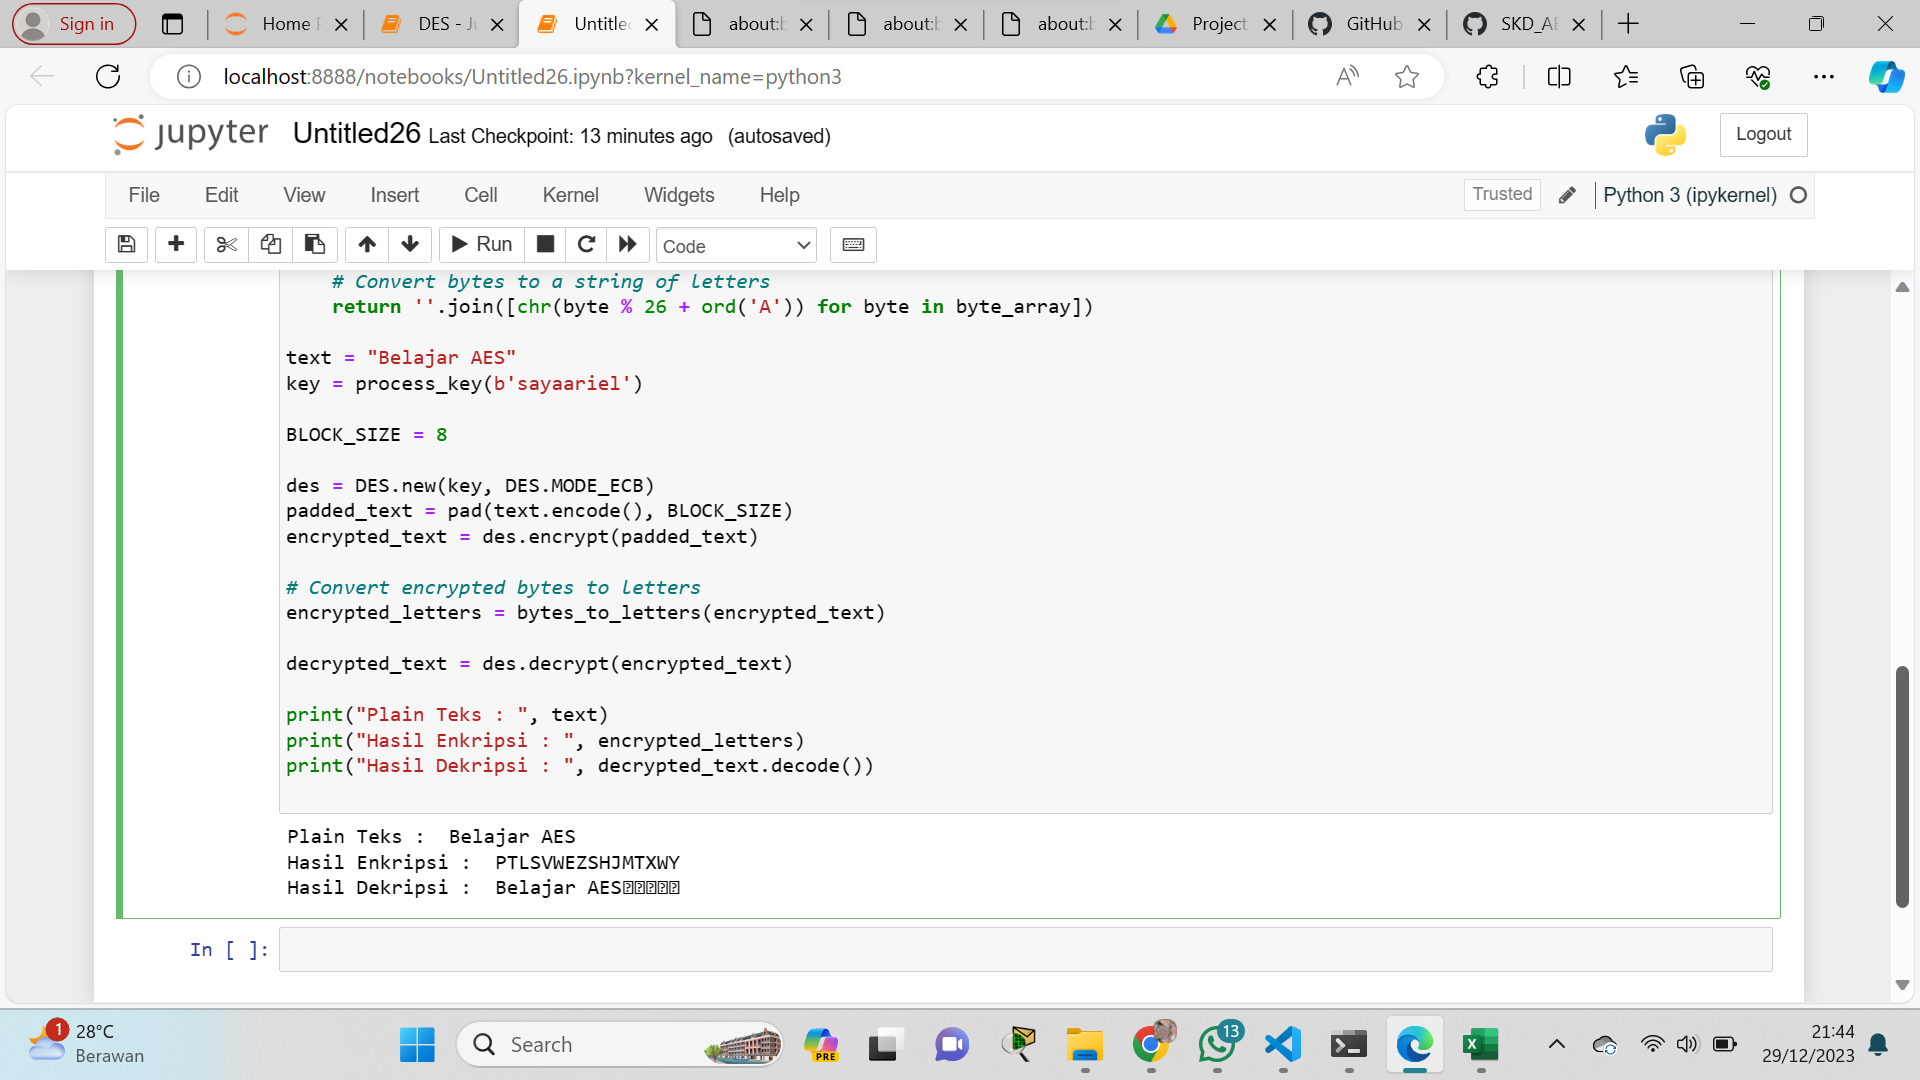 Sign in
Home
DES - Ju
Untitled
about:b
about:b
about:b
Project
GitHub
SKD_AE
localhost:8888/notebooks/Untitled26.ipynb?kernel_name=python3
jupyter Untitled26 Last Checkpoint: 13 minutes ago (autosaved)
Logout
File Edit View Insert Cell Kernel Widgets Help
Trusted
Python 3 (ipykernel)
Run
Code
# Convert bytes to a string of letters
return ''.join([chr(byte % 26 + ord('A')) for byte in byte_array])
text = "Belajar AES"
key = process_key(b'sayaariel')
BLOCK_SIZE = 8
des = DES.new(key, DES.MODE_ECB)
padded_text = pad(text.encode(), BLOCK_SIZE)
encrypted_text = des.encrypt(padded_text)
# Convert encrypted bytes to letters
encrypted_letters = bytes_to_letters(encrypted_text)
decrypted_text = des.decrypt(encrypted_text)
print("Plain Teks : ", text)
print("Hasil Enkripsi : ", encrypted_letters)
print("Hasil Dekripsi : ", decrypted_text.decode())
Plain Teks :  Belajar AES
Hasil Enkripsi :  PTLSVWEZSHJMTXWY
Hasil Dekripsi :  Belajar AES
In [ ]:
1
28°C
Berawan
Search
PRE
13
21:44
29/12/2023